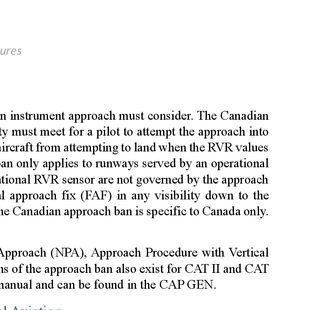 ures
n instrument approach must consider. The Canadian
ty must meet for a pilot to attempt the approach into
aircraft from attempting to land when the RVR values
ban only applies to runways served by an operational
ational RVR sensor are not governed by the approach
l approach fix (FAF) in any visibility down to the
he Canadian approach ban is specific to Canada only.
Approach (NPA), Approach Procedure with Vertical
ns of the approach ban also exist for CAT II and CAT
manual and can be found in the CAP GEN.